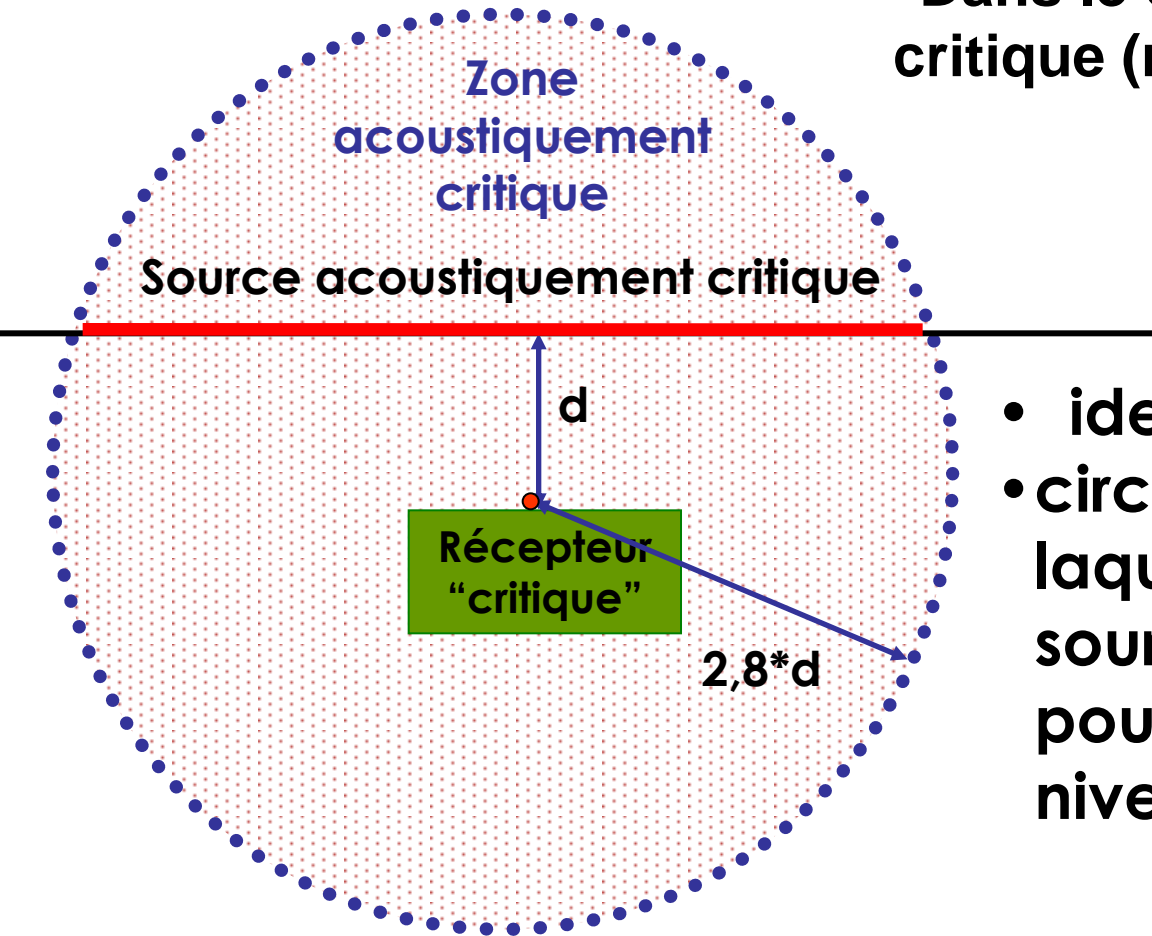 critique (
Zone
acoustiquement
critique
Source acoustiquement critique
d
Récepteur
“critique”
2,8*d
• ide
• circ
laqu
sour
pou
nive